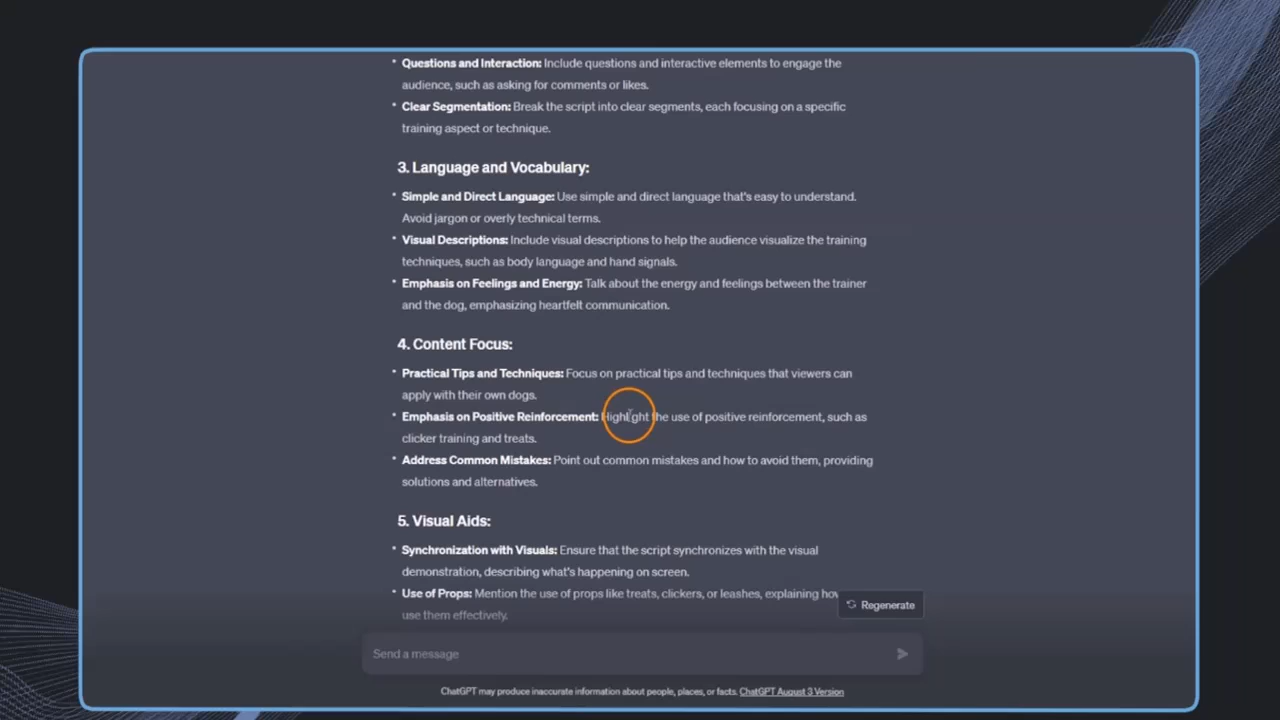 • Questions and Interaction: Include questions and interactive elements to engage the
audience, such as asking for comments or likes.
• Clear Segmentation: Break the script into clear segments, each focusing on a specific
training aspect or technique.
3. Language and Vocabulary:
• Simple and Direct Language: Use simple and direct language that's easy to understand.
Avoid jargon or overly technical terms.
• Visual Descriptions: Include visual descriptions to help the audience visualize the training
techniques, such as body language and hand signals.
• Emphasis on Feelings and Energy: Talk about the energy and feelings between the trainer
and the dog, emphasizing heartfelt communication.
4. Content Focus:
• Practical Tips and Techniques: Focus on practical tips and techniques that viewers can
apply with their own dogs.
• Emphasis on Positive Reinforcement: Highlight the use of positive reinforcement, such as
clicker training and treats.
• Address Common Mistakes: Point out common mistakes and how to avoid them, providing
solutions and alternatives.
5. Visual Aids:
• Synchronization with Visuals: Ensure that the script synchronizes with the visual
demonstration, describing what's happening on screen.
• Use of Props: Mention the use of props like treats, clickers, or leashes, explaining how
use them effectively.
Regenerate
Send a message
ChatGPT may produce inaccurate information about people, places, or facts. ChatGPT August 3 Version